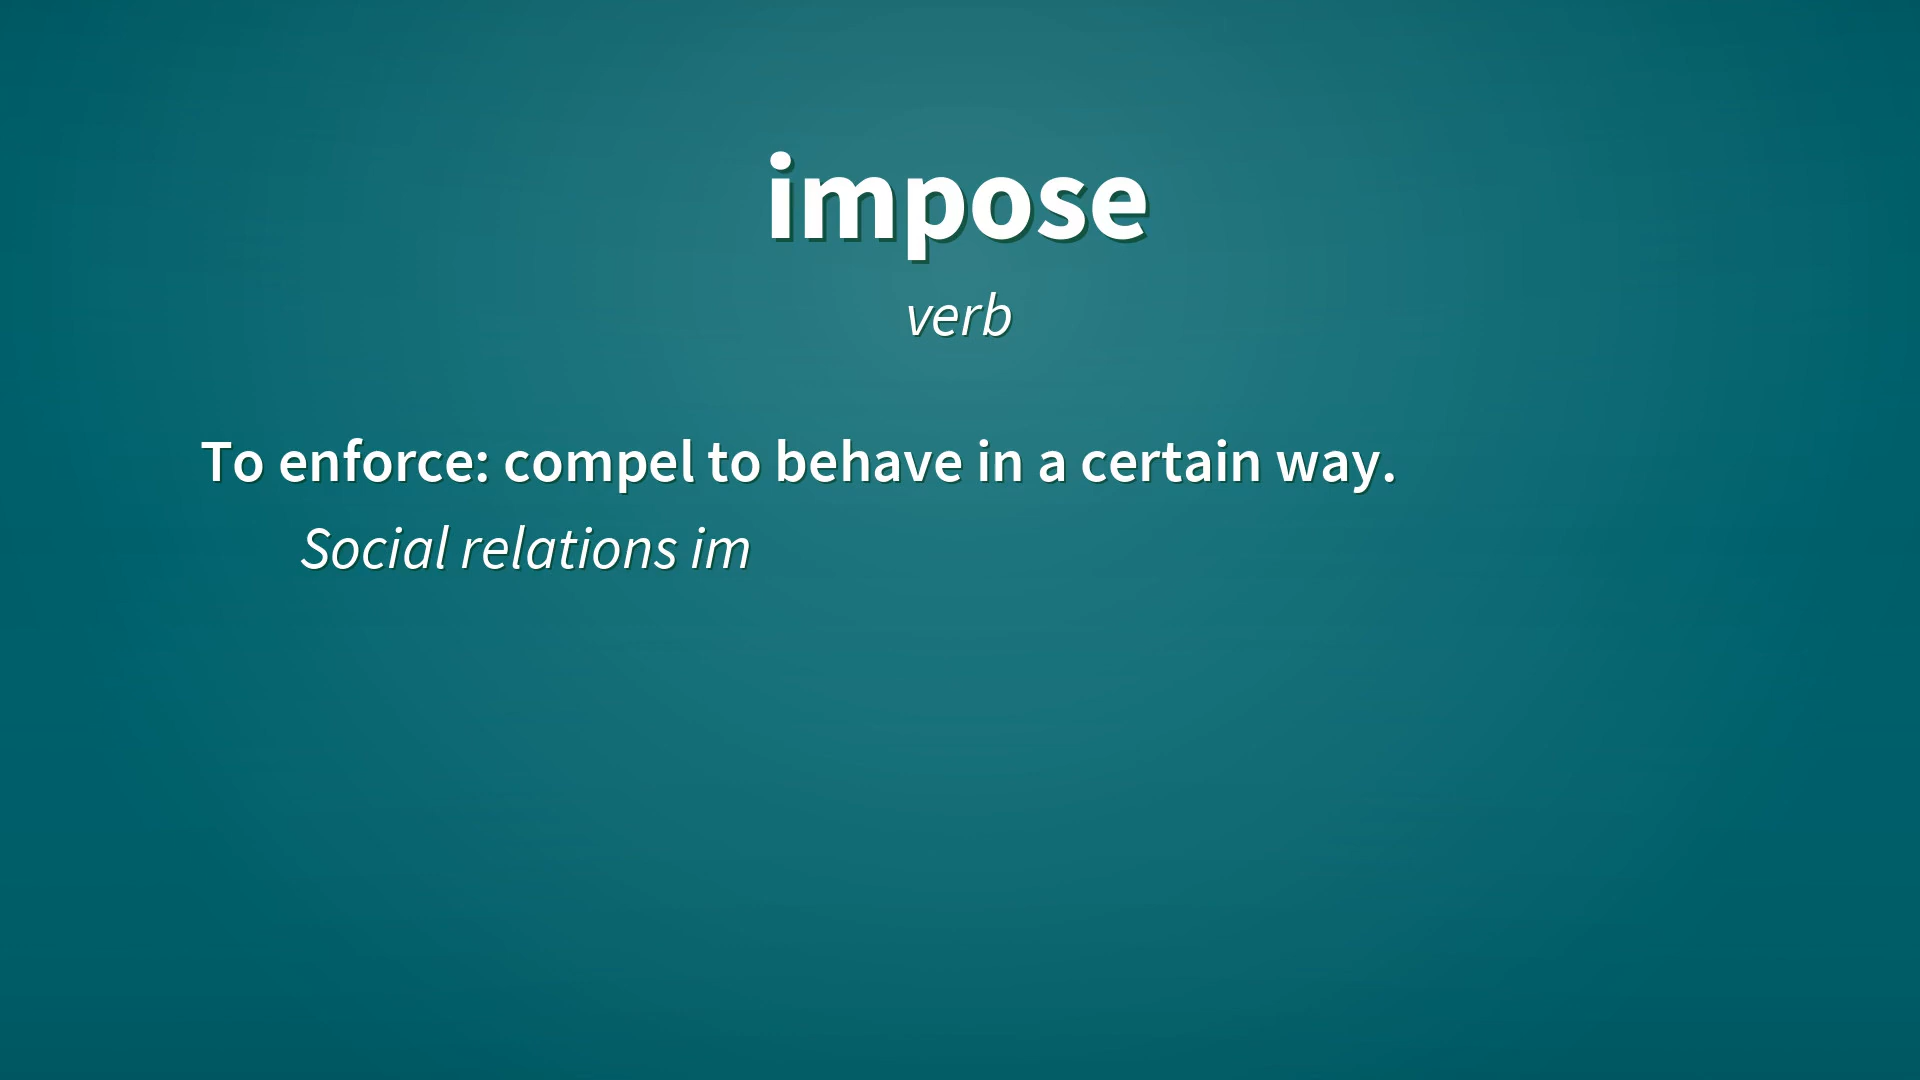 impose
verb
To enforce: compel to behave in a certain way.
Social relations im